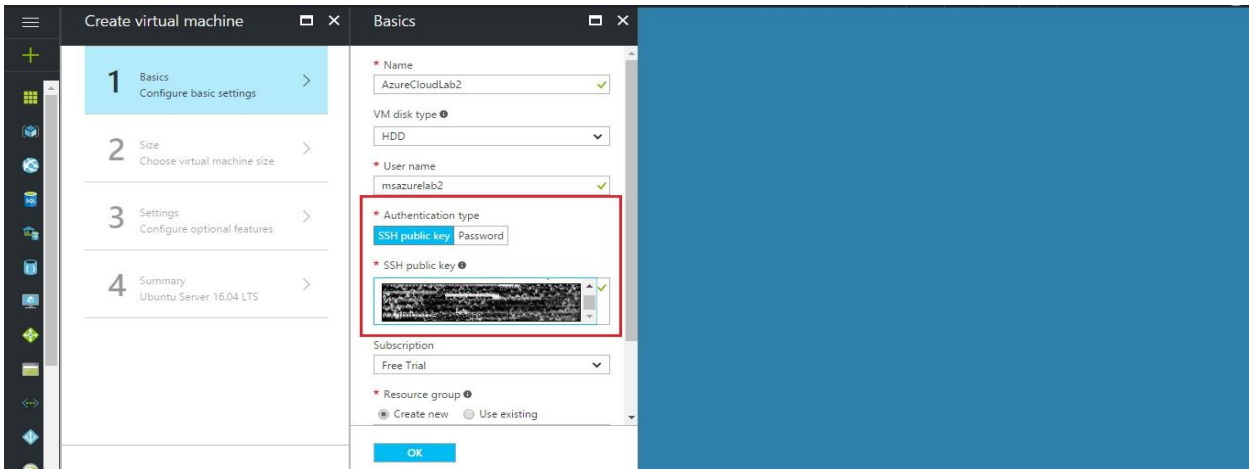 Create virtual machine
Basics
1
Basics
Configure basic settings
2
Size
Choose virtual machine size
3
Settings
Configure optional features
4
Summary
Ubuntu Server 16.04 LTS
* Name
AzureCloudLab2
VM disk type
HDD
* User name
msazurelab2
* Authentication type
SSH public key Password
* SSH public key
Subscription
Free Trial
* Resource group
Create new Use existing
OK
SQL